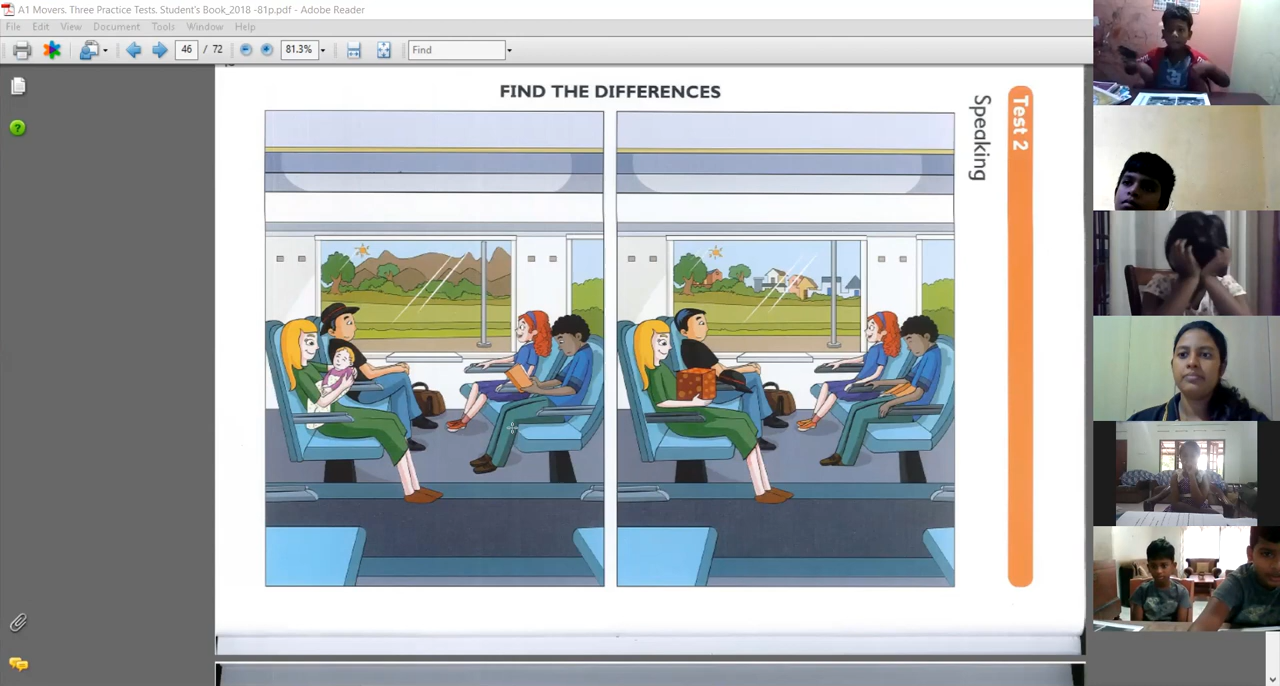 A1 Movers. Three Practice Tests. Student's Book_2018 -81p.pdf - Adobe Reader
File Edit View Document Tools Window Help
46 / 72 81.3% Find
FIND THE DIFFERENCES
Test 2
Speaking